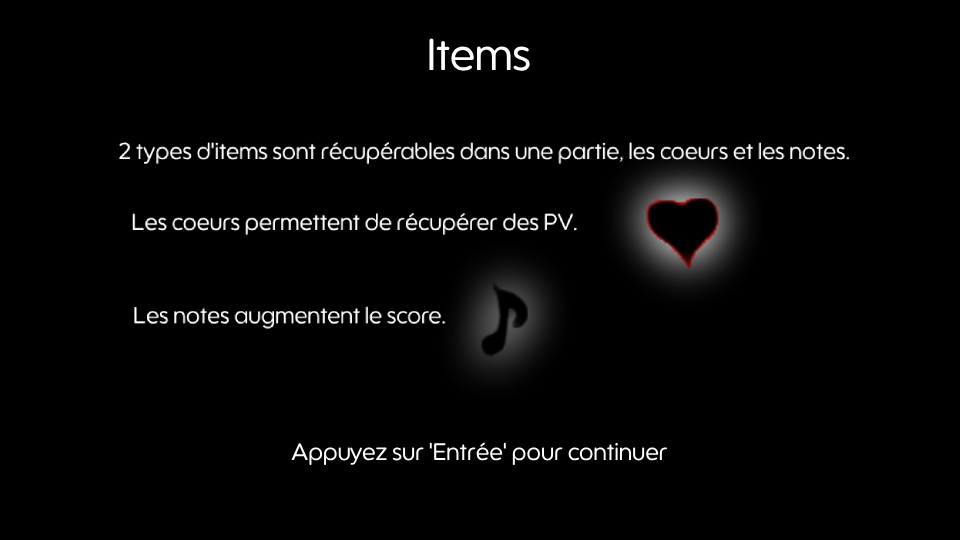 Items
2 types d'items sont récupérables dans une partie, les coeurs et les notes.
Les coeurs permettent de récupérer des PV.
Les notes augmentent le score.
Appuyez sur 'Entrée' pour continuer